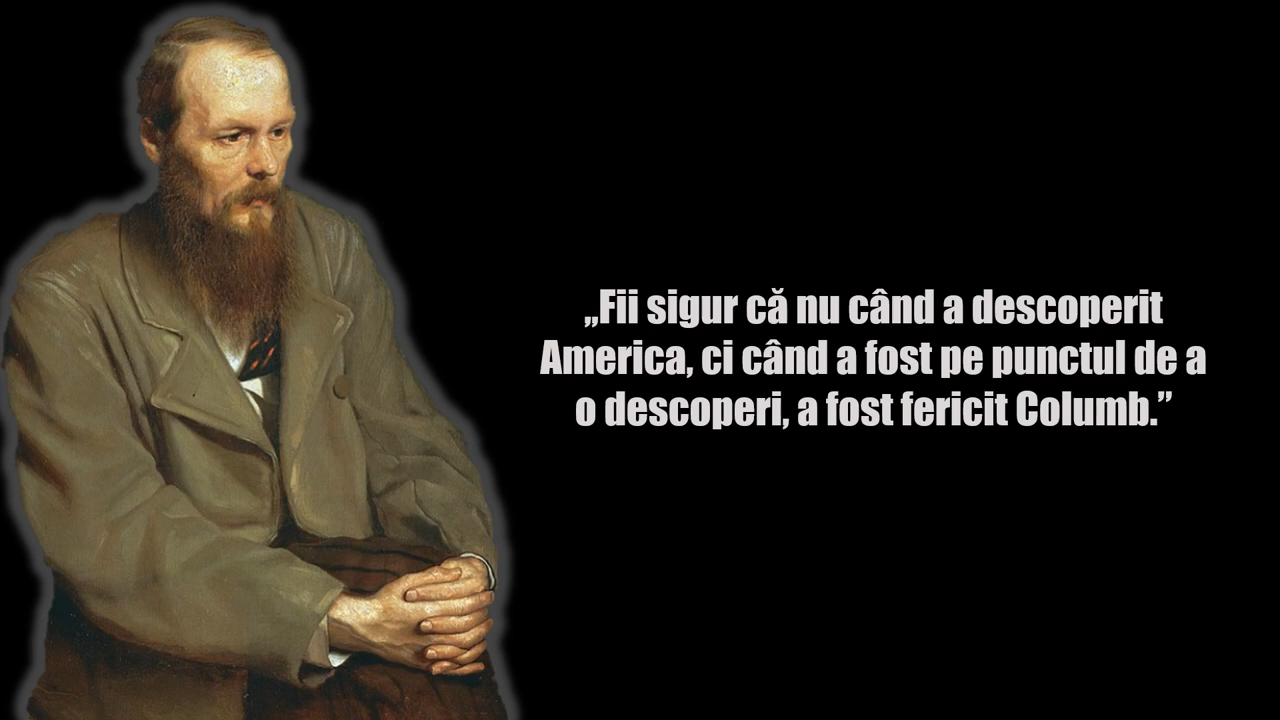 „Fii sigur că nu când a descoperit
America, ci când a fost pe punctul de a
o descoperi, a fost fericit Columb.”